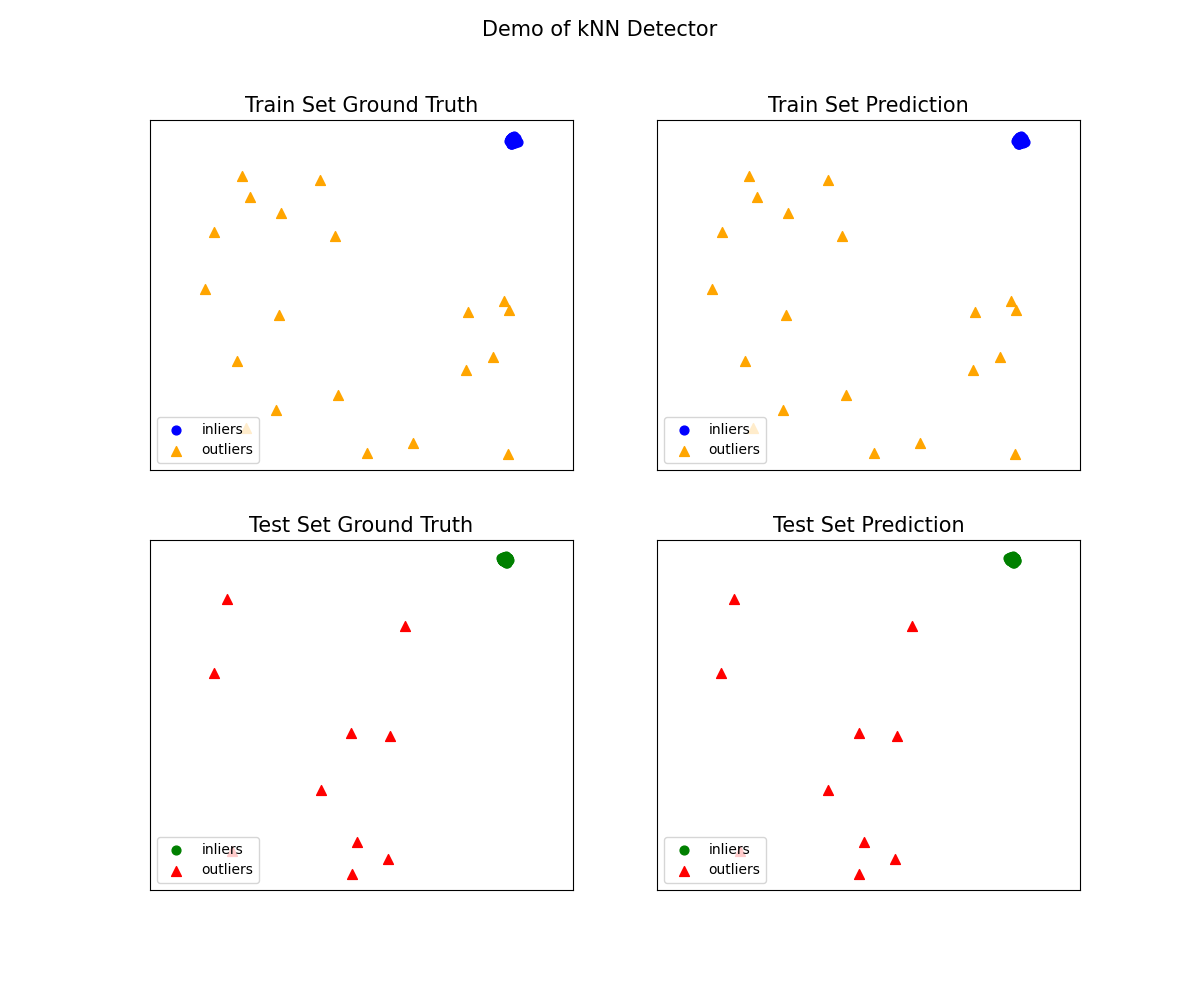 Demo of kNN Detector
Train Set Ground Truth
Train Set Prediction
inliers
outliers
inliers
outliers
Test Set Ground Truth
Test Set Prediction
inliers
outliers
inliers
outliers